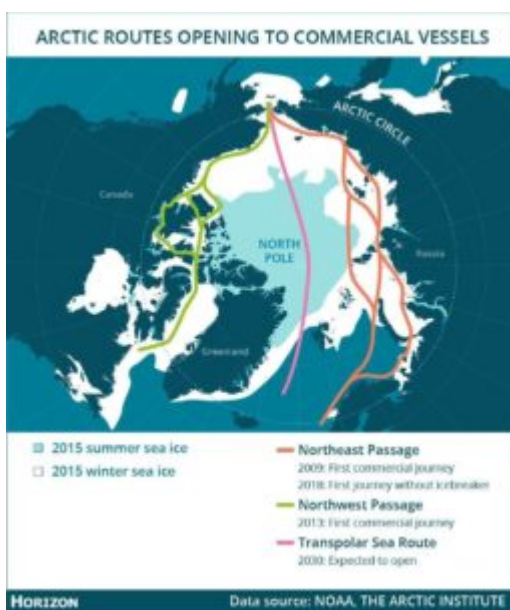 ARCTIC ROUTES OPENING TO COMMERCIAL VESSELS
ARCTIC CIRCLE
Canada
NORTH
POLE
Russia
Greenland
2015 summer sea ice
2015 winter sea ice
Northeast Passage
2009: First commercial journey
2018: First journey without icebreaker
Northwest Passage
2013: First commercial journey
Transpolar Sea Route
2030: Expected to open
HORIZON
Data source: NOAA, THE ARCTIC INSTITUTE